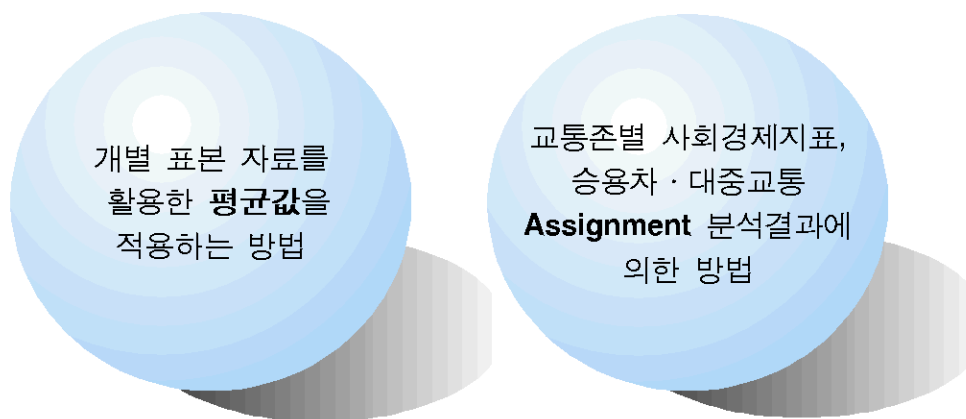 개별 표본 자료를
활용한 평균값을
적용하는 방법
교통존별 사회경제지표,
승용차 · 대중교통
Assignment 분석결과에
의한 방법